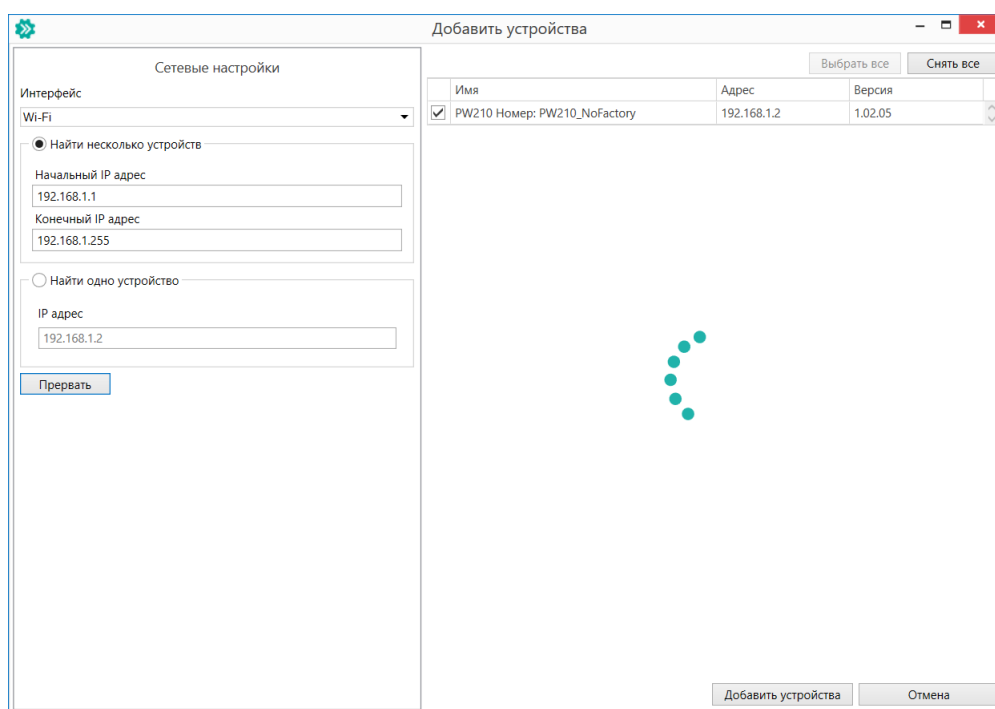 Добавить устройства
Сетевые настройки
Интерфейс
Wi-Fi
Найти несколько устройств
Начальный IP адрес
192.168.1.1
Конечный IP адрес
192.168.1.255
Найти одно устройство
IP адрес
192.168.1.2
Прервать
Выбрать все Снять все
Имя Адрес Версия
PW210 Номер: PW210_NoFactory 192.168.1.2 1.02.05
Добавить устройства Отмена